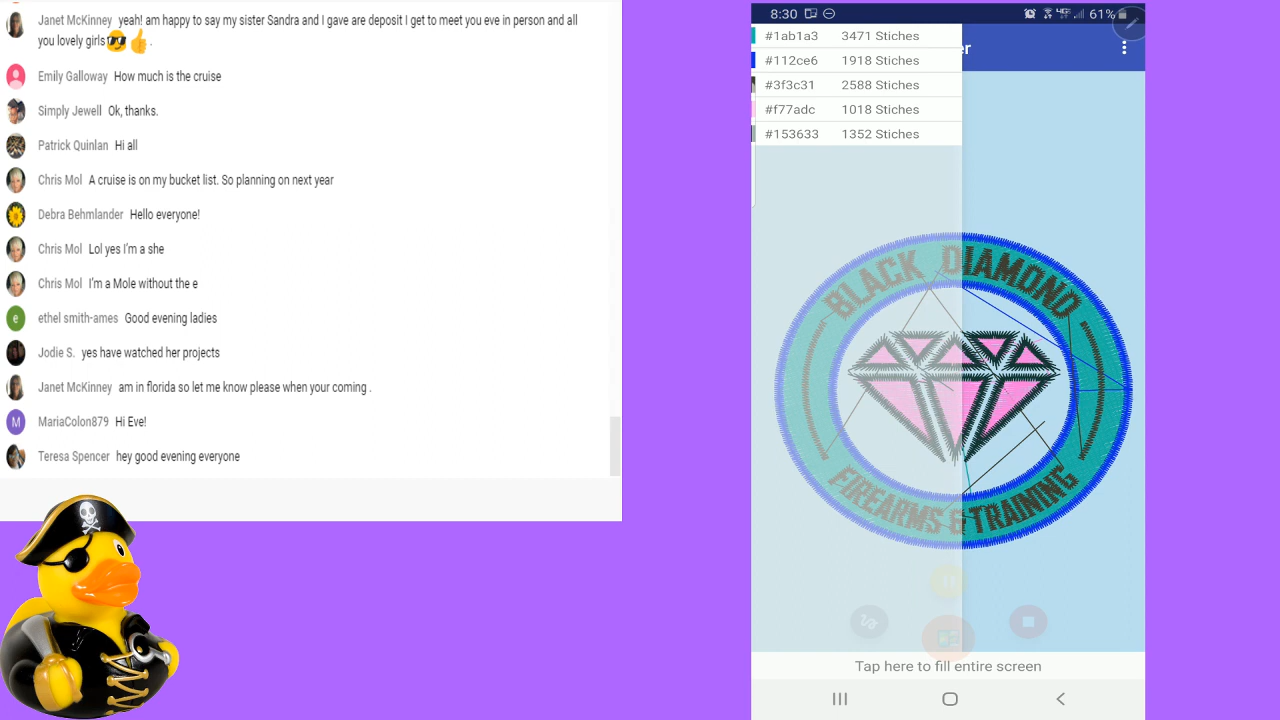 Janet McKinney yeah! am happy to say my sister Sandra and I gave are deposit I get to meet you eve in person and all
you lovely girls 😎👍 .
Emily Galloway How much is the cruise
Simply Jewell Ok, thanks.
Patrick Quinlan Hi all
Chris Mol A cruise is on my bucket list. So planning on next year
Debra Behmlander Hello everyone!
Chris Mol Lol yes I'm a she
Chris Mol I'm a Mole without the e
e ethel smith-ames Good evening ladies
Jodie S. yes have watched her projects
Janet McKinney am in florida so let me know please when your coming .
M MariaColon879 Hi Eve!
Teresa Spencer hey good evening everyone
8:30 61%
er
#1ab1a3 3471 Stiches
#112ce6 1918 Stiches
#3f3c31 2588 Stiches
#f77adc 1018 Stiches
#153633 1352 Stiches
BLACK DIAMOND
FIREARMS & TRAINING
Tap here to fill entire screen